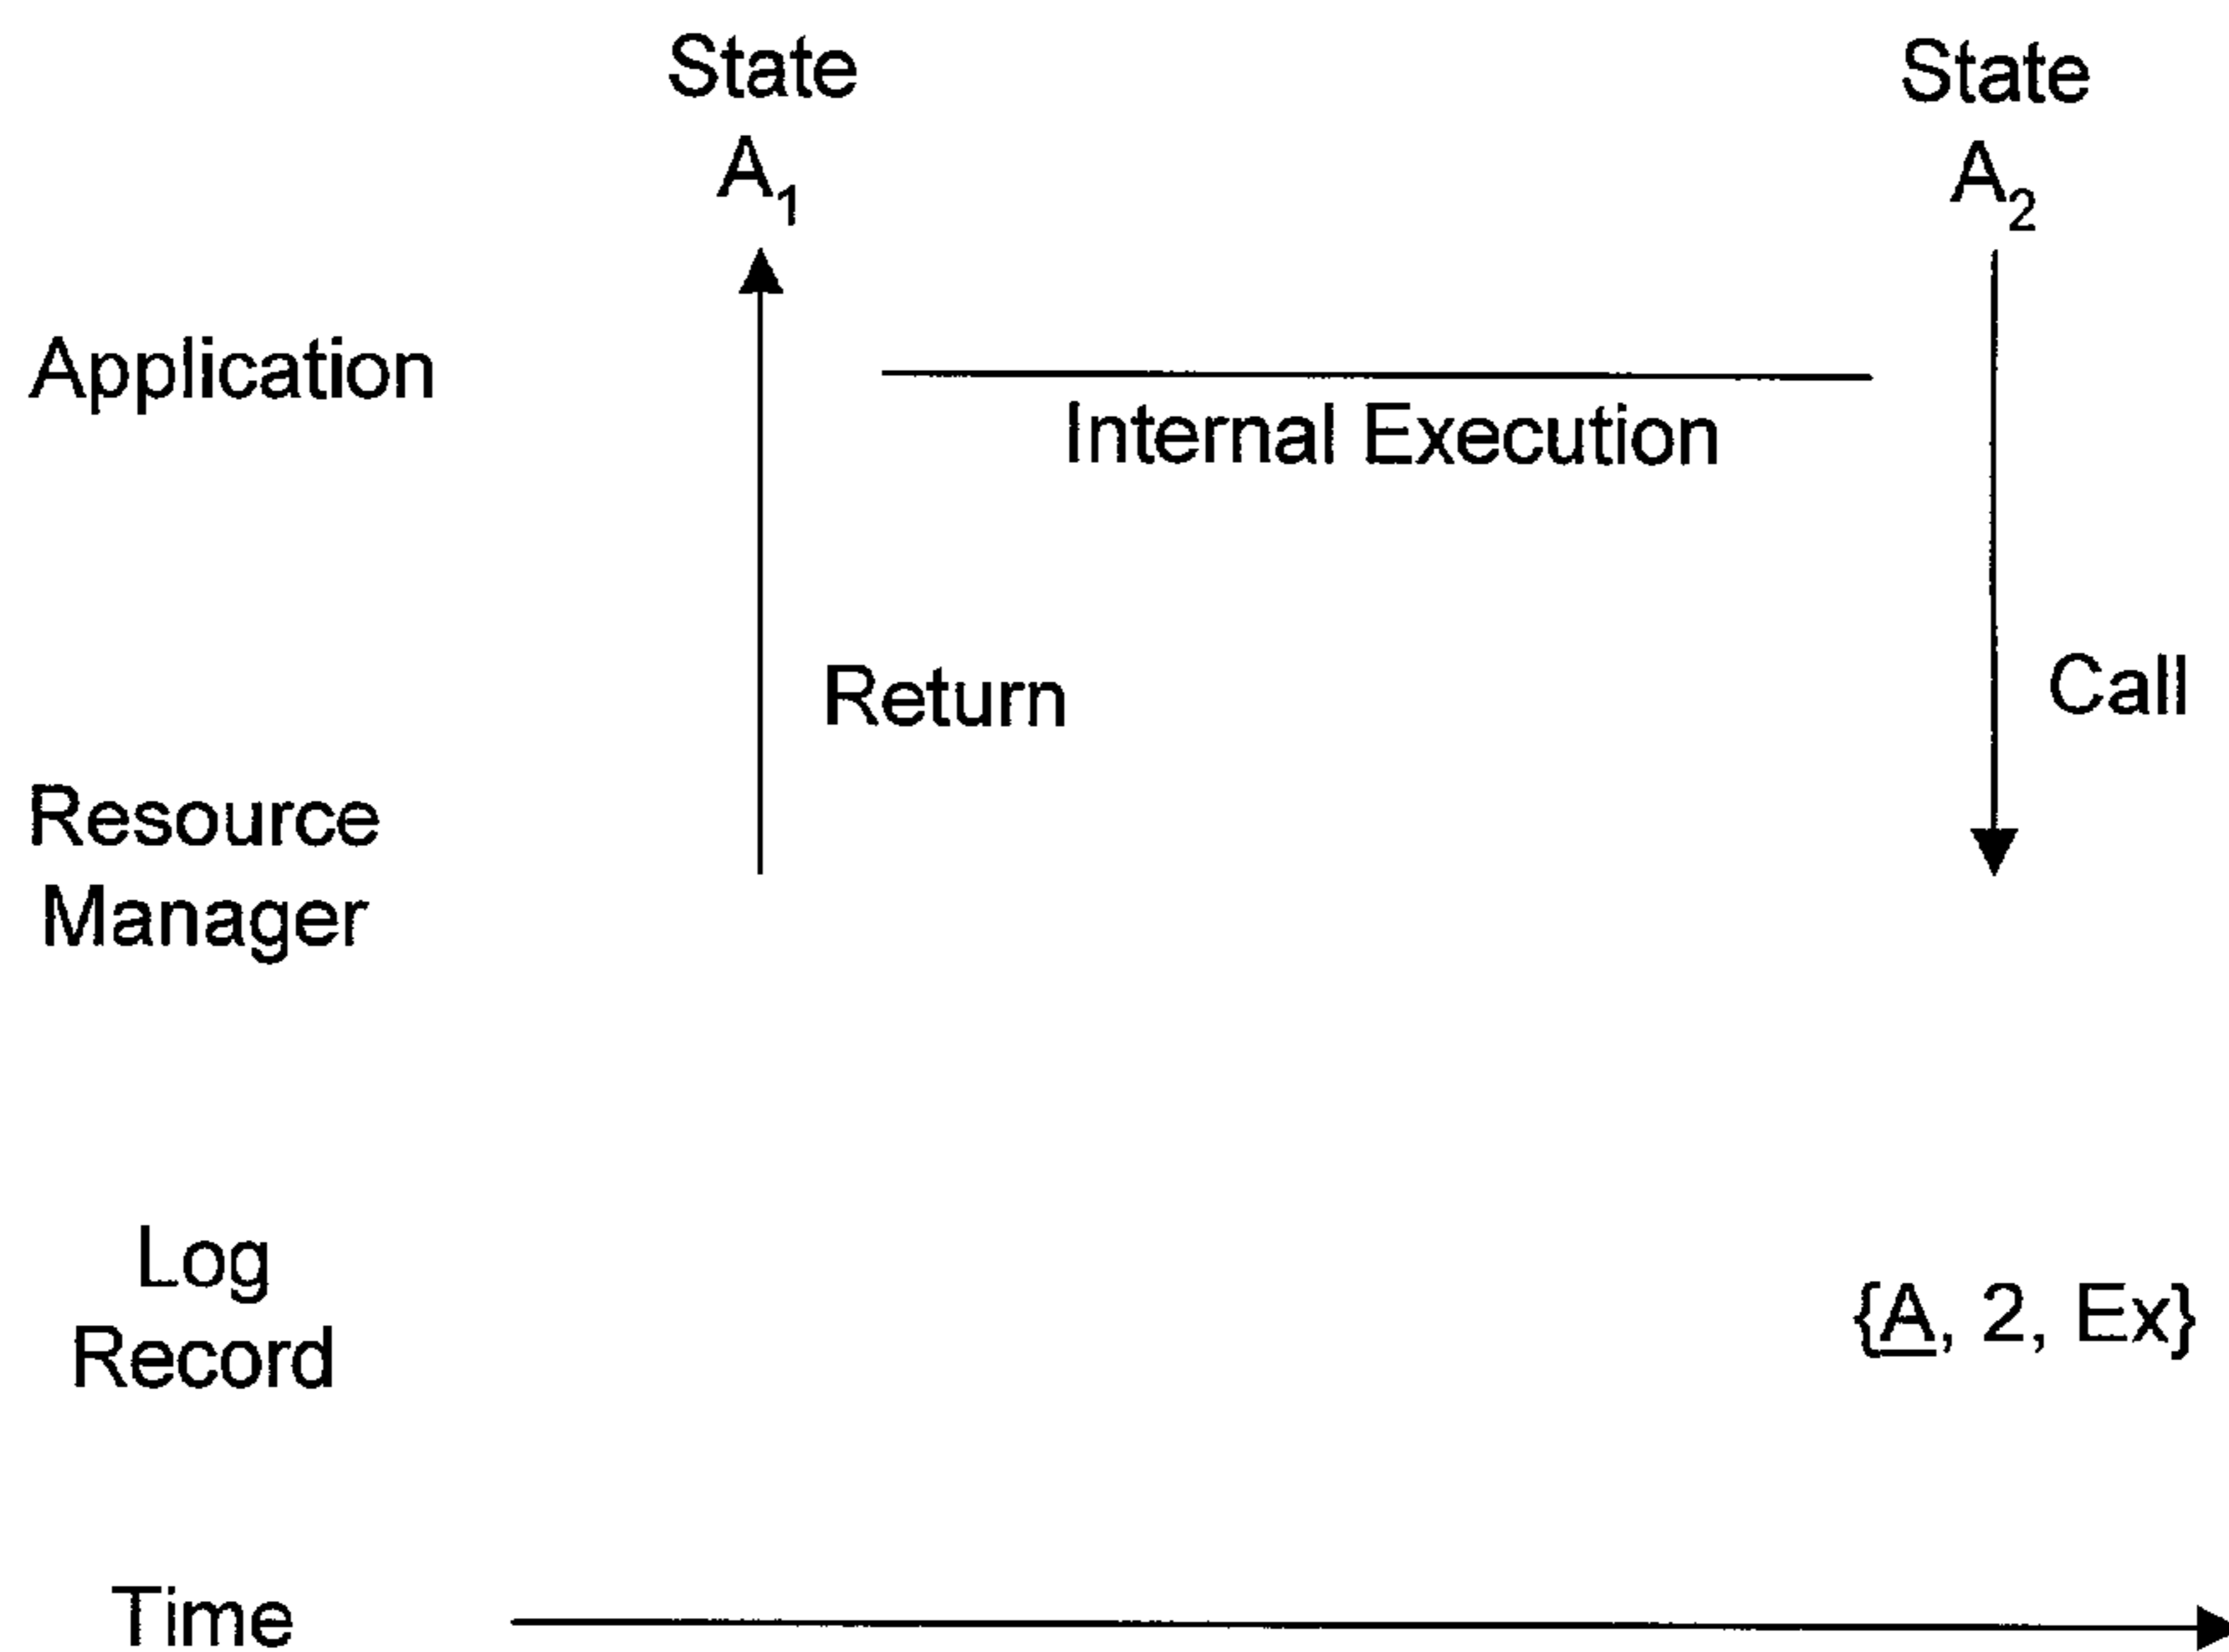 State
A₁
State
A₂
Application
Internal Execution
Return
Call
Resource
Manager
Log
Record
{A, 2, Ex}
Time